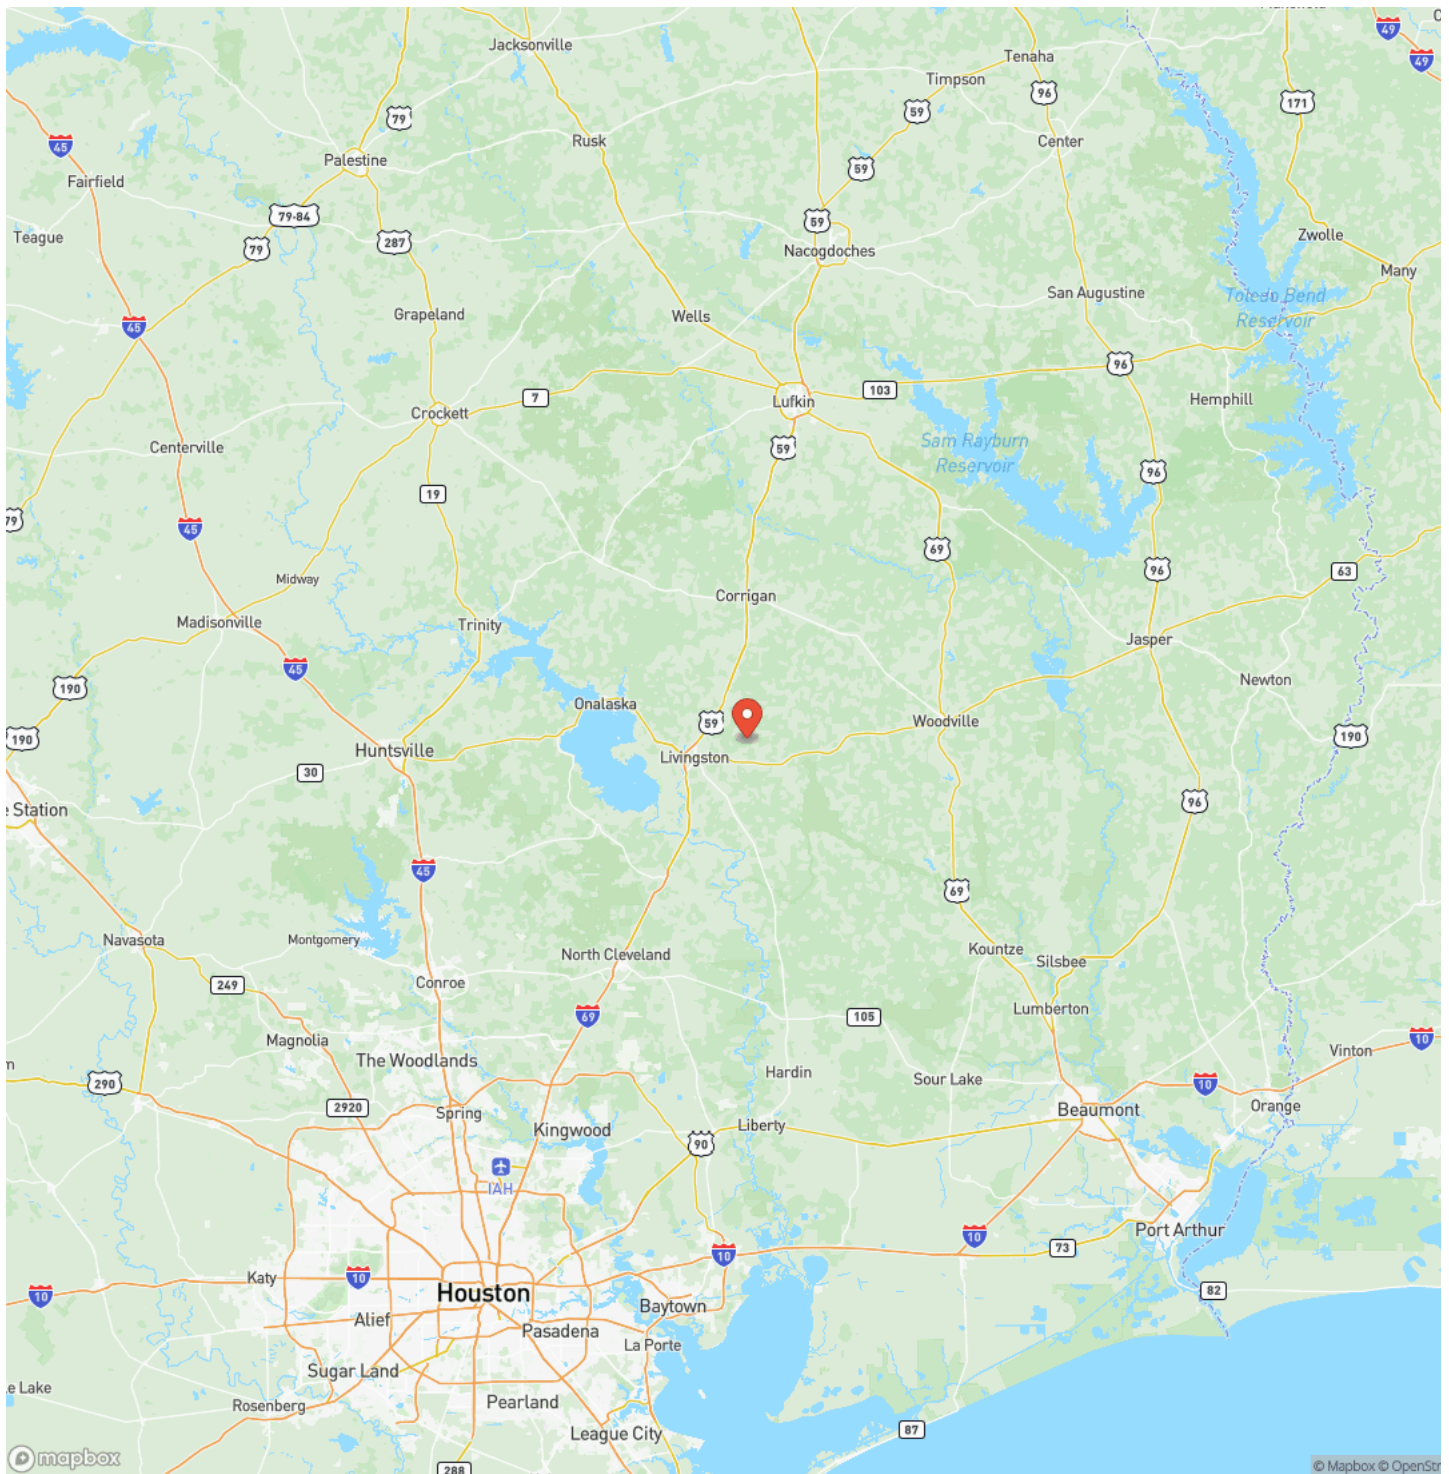 Jacksonville
Tenaha
49
49
Timpson
96
171
79
59
Rusk
Center
45
Palestine
59
Fairfield
79-84
59
Teague
79
287
Nacogdoches
Zwolle
Many
San Augustine
Toledo Bend
Reservoir
Grapeland
Wells
45
96
103
7
Lufkin
Hemphill
Crockett
Centerville
59
Sam Rayburn
Reservoir
96
19
79
45
69
96
63
Midway
Corrigan
Madisonville
Trinity
Jasper
45
190
Newton
Onalaska
59
Woodville
190
190
Huntsville
Livingston
30
e Station
96
45
69
Navasota
Montgomery
North Cleveland
Kountze
Silsbee
Conroe
249
Lumberton
69
105
Magnolia
10
The Woodlands
Vinton
Hardin
Sour Lake
290
10
2920
Spring
Beaumont
Orange
Kingwood
Liberty
90
IAH
Port Arthur
10
73
10
Katy
10
82
10
Houston
Baytown
Alief
Pasadena
La Porte
Sugar Land
e Lake
Rosenberg
Pearland
League City
87
mapbox
288
© Mapbox © OpenStr